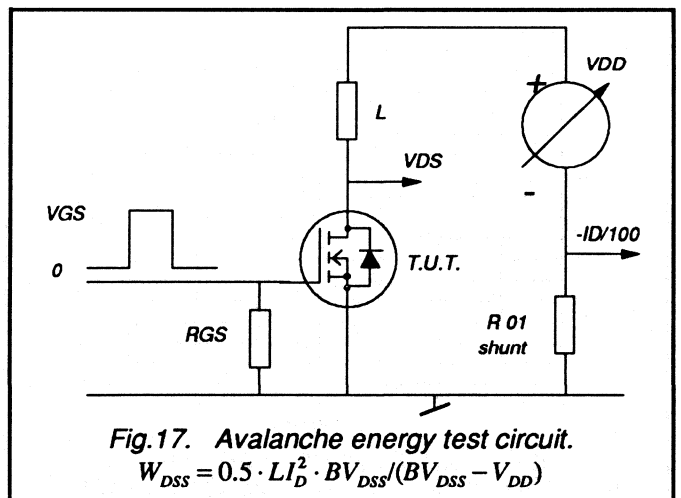 VDD
+
L
VDS
-
VGS
-ID/100
0
T.U.T.
RGS
R 01
shunt
Fig.17. Avalanche energy test circuit.
W_DSS = 0.5 · LI_D^2 · BV_DSS/(BV_DSS − V_DD)